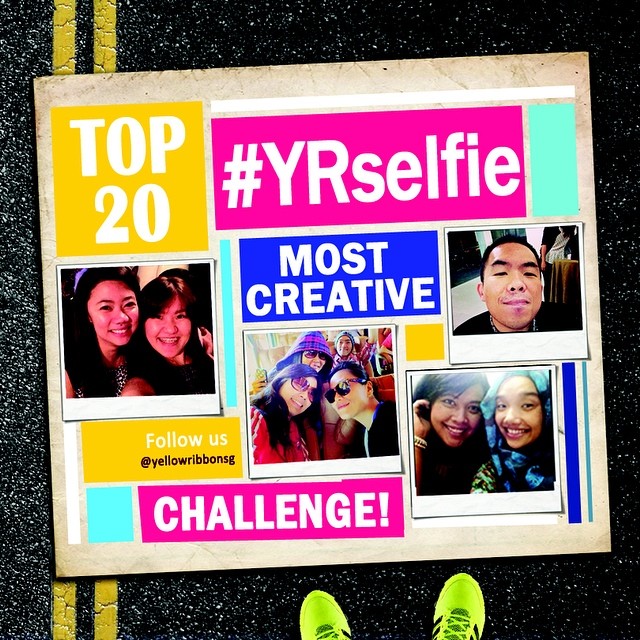 TOP
20
#YRselfie
MOST
CREATIVE
Follow us
@yellowribbonsg
CHALLENGE!